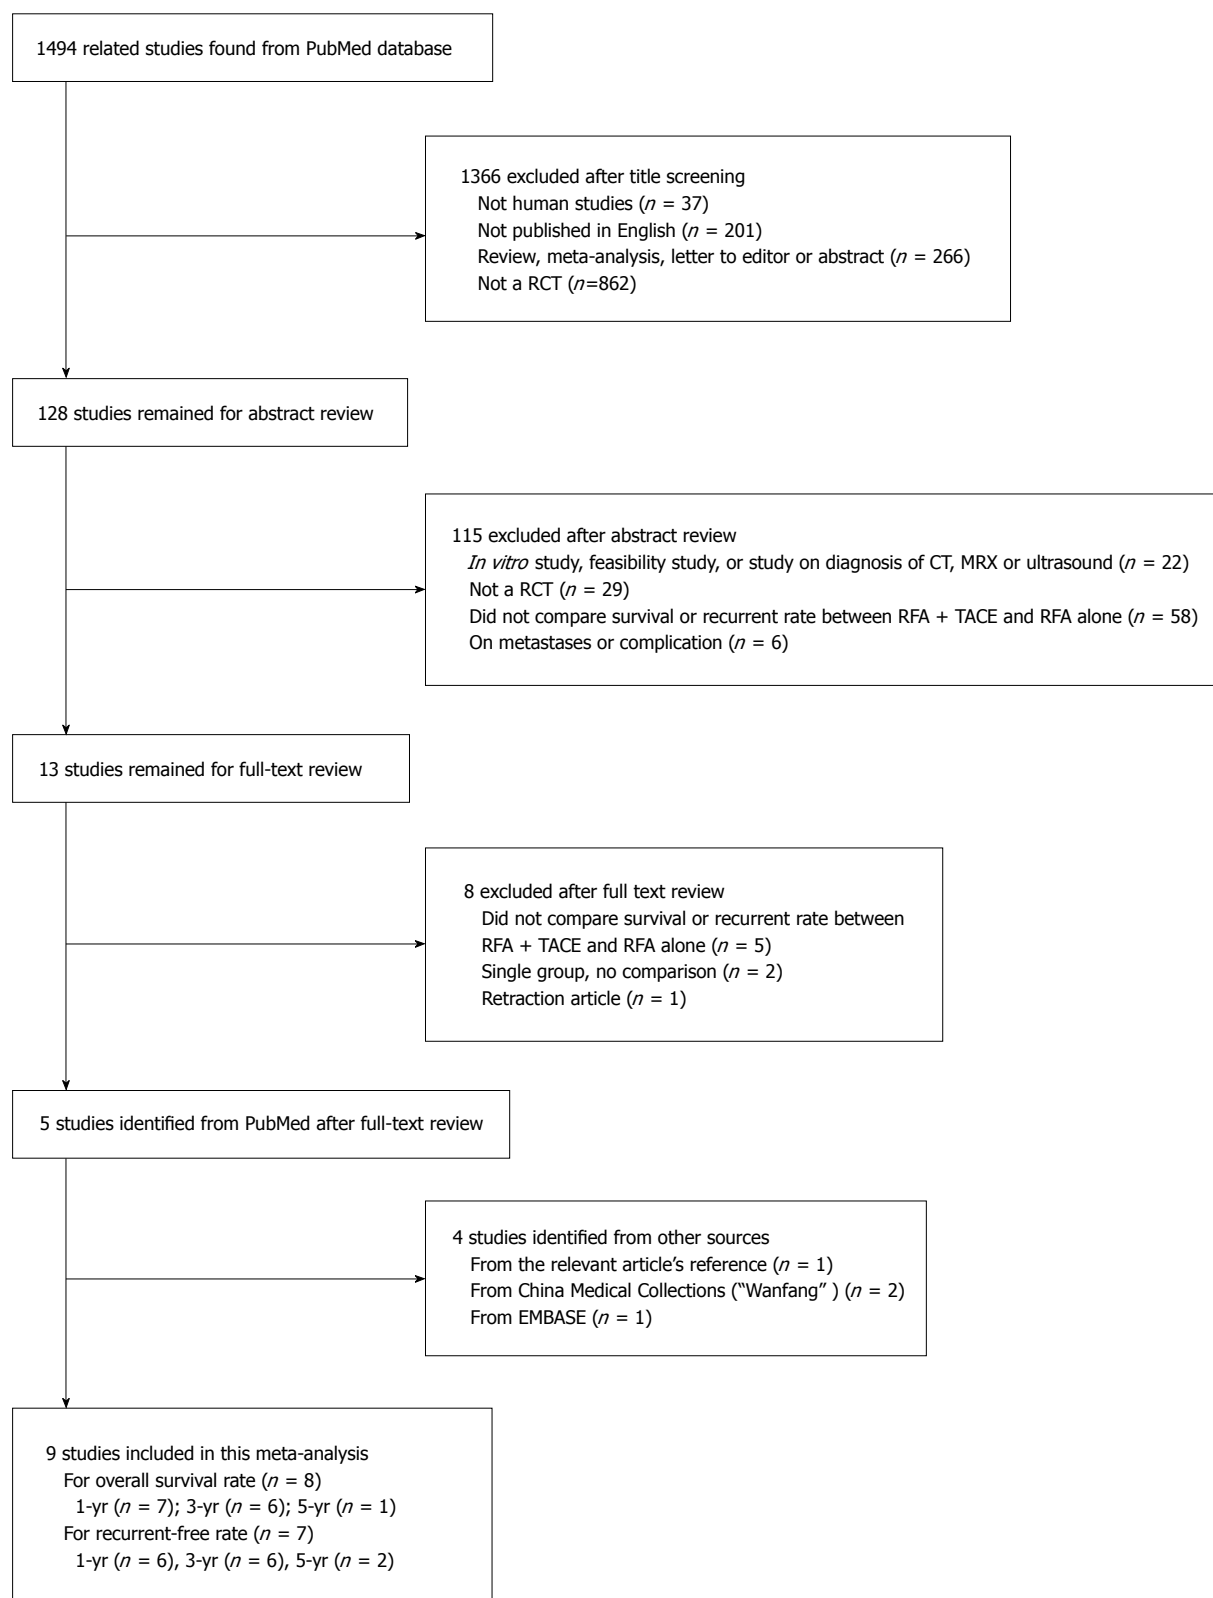 1494 related studies found from PubMed database
1366 excluded after title screening
Not human studies (n = 37)
Not published in English (n = 201)
Review, meta-analysis, letter to editor or abstract (n = 266)
Not a RCT (n=862)
128 studies remained for abstract review
115 excluded after abstract review
In vitro study, feasibility study, or study on diagnosis of CT, MRX or ultrasound (n = 22)
Not a RCT (n = 29)
Did not compare survival or recurrent rate between RFA + TACE and RFA alone (n = 58)
On metastases or complication (n = 6)
13 studies remained for full-text review
8 excluded after full text review
Did not compare survival or recurrent rate between
RFA + TACE and RFA alone (n = 5)
Single group, no comparison (n = 2)
Retraction article (n = 1)
5 studies identified from PubMed after full-text review
4 studies identified from other sources
From the relevant article's reference (n = 1)
From China Medical Collections (“Wanfang” ) (n = 2)
From EMBASE (n = 1)
9 studies included in this meta-analysis
For overall survival rate (n = 8)
1-yr (n = 7); 3-yr (n = 6); 5-yr (n = 1)
For recurrent-free rate (n = 7)
1-yr (n = 6), 3-yr (n = 6), 5-yr (n = 2)